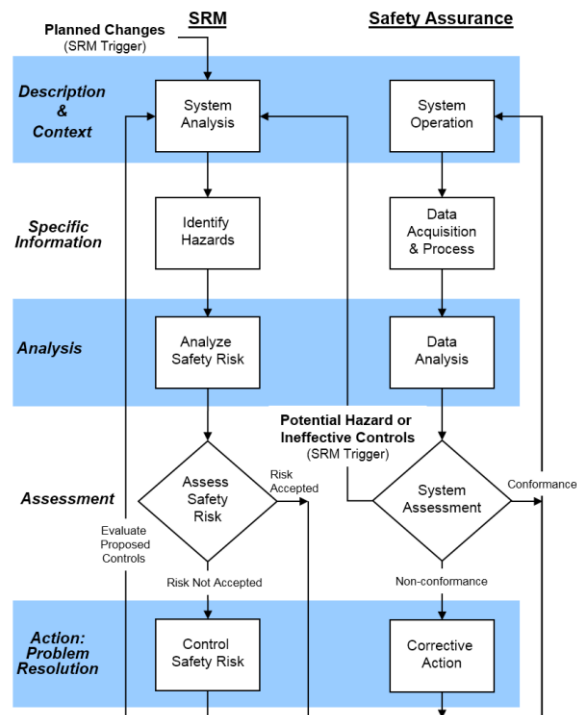 SRM
Safety Assurance
Planned Changes
(SRM Trigger)
Description
&
Context
System
Analysis
System
Operation
Specific
Information
Identify
Hazards
Data
Acquisition
& Process
Analysis
Analyze
Safety Risk
Data
Analysis
Potential Hazard or
Ineffective Controls
(SRM Trigger)
Assessment
Assess
Safety
Risk
Risk
Accepted
System
Assessment
Conformance
Evaluate
Proposed
Controls
Risk Not Accepted
Non-conformance
Action:
Problem
Resolution
Control
Safety Risk
Corrective
Action